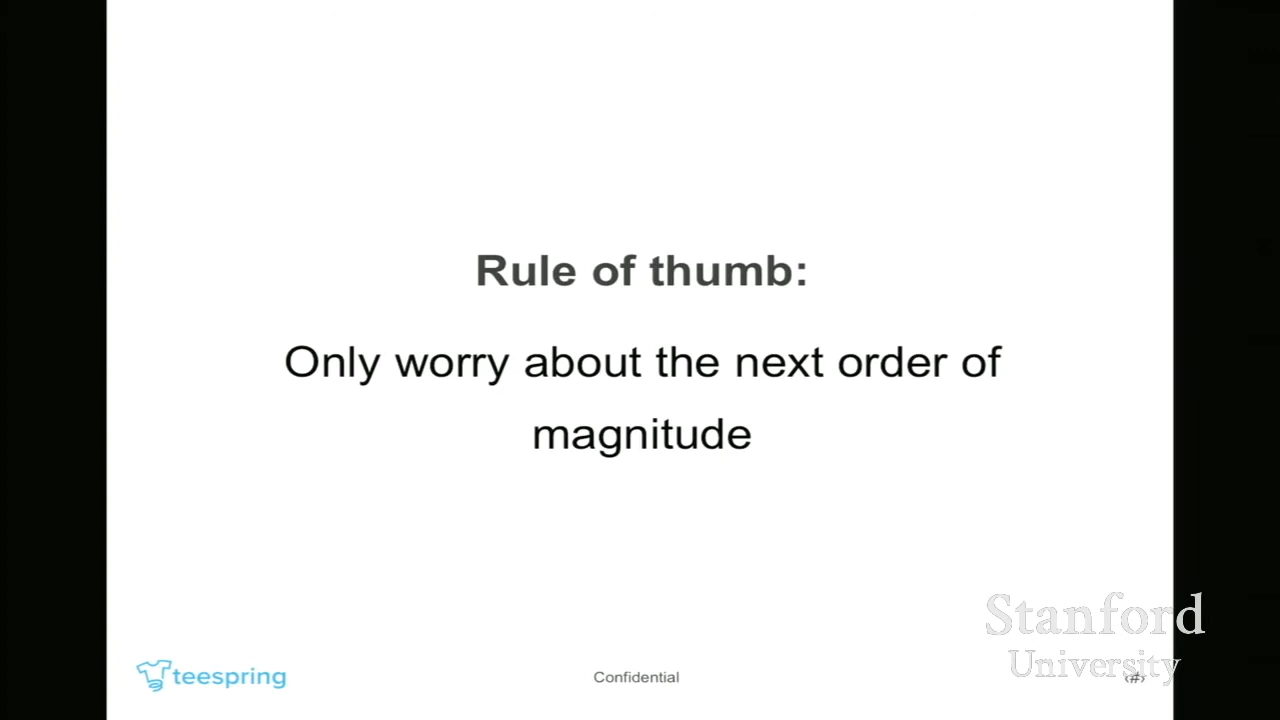 Rule of thumb:
Only worry about the next order of
magnitude
Stanford
University
teespring
Confidential
‹#›